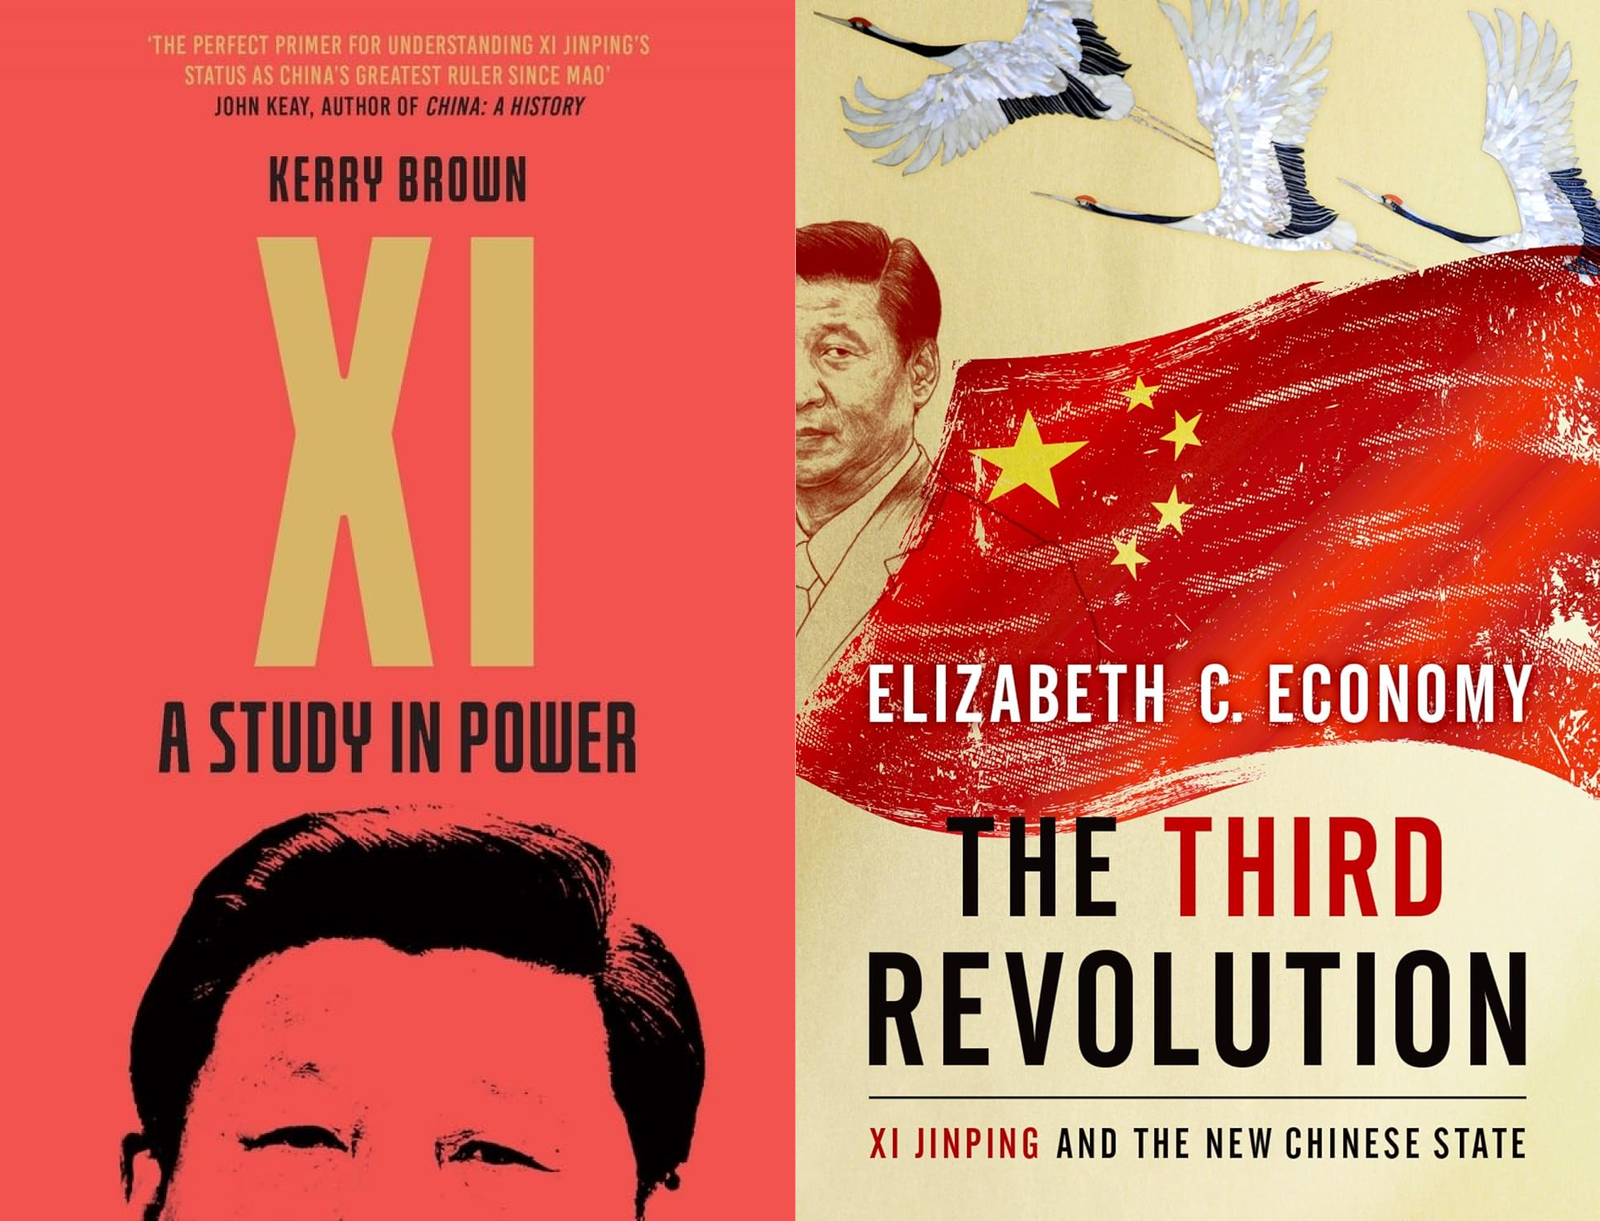 'THE PERFECT PRIMER FOR UNDERSTANDING XI JINPING'S
STATUS AS CHINA'S GREATEST RULER SINCE MAO'
JOHN KEAY, AUTHOR OF CHINA: A HISTORY
KERRY BROWN
XI
A STUDY IN POWER
ELIZABETH C. ECONOMY
THE THIRD
REVOLUTION
XI JINPING AND THE NEW CHINESE STATE